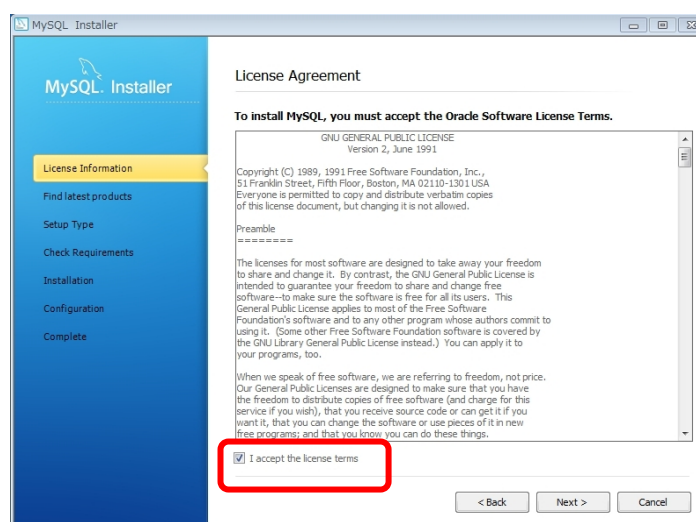 MySQL Installer
MySQL. Installer
License Information
Find latest products
Setup Type
Check Requirements
Installation
Configuration
Complete
License Agreement
To install MySQL, you must accept the Oracle Software License Terms.
GNU GENERAL PUBLIC LICENSE
Version 2, June 1991
Copyright (C) 1989, 1991 Free Software Foundation, Inc.,
51 Franklin Street, Fifth Floor, Boston, MA 02110-1301 USA
Everyone is permitted to copy and distribute verbatim copies
of this license document, but changing it is not allowed.
Preamble
========
The licenses for most software are designed to take away your freedom
to share and change it. By contrast, the GNU General Public License is
intended to guarantee your freedom to share and change free
software--to make sure the software is free for all its users. This
General Public License applies to most of the Free Software
Foundation's software and to any other program whose authors commit to
using it. (Some other Free Software Foundation software is covered by
the GNU Library General Public License instead.) You can apply it to
your programs, too.
When we speak of free software, we are referring to freedom, not price.
Our General Public Licenses are designed to make sure that you have
the freedom to distribute copies of free software (and charge for this
service if you wish), that you receive source code or can get it if you
want it, that you can change the software or use pieces of it in new
free programs; and that you know you can do these things.
I accept the license terms
< Back
Next >
Cancel